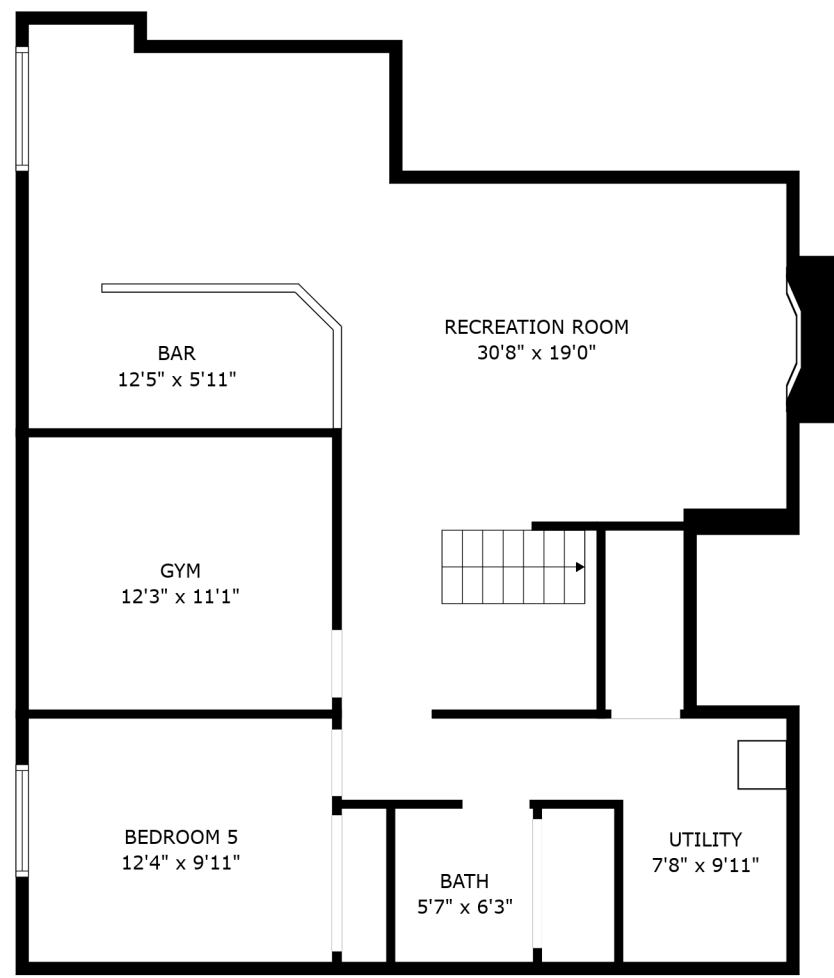 RECREATION ROOM
30'8" x 19'0"
BAR
12'5" x 5'11"
GYM
12'3" x 11'1"
BEDROOM 5
12'4" x 9'11"
UTILITY
7'8" x 9'11"
BATH
5'7" x 6'3"